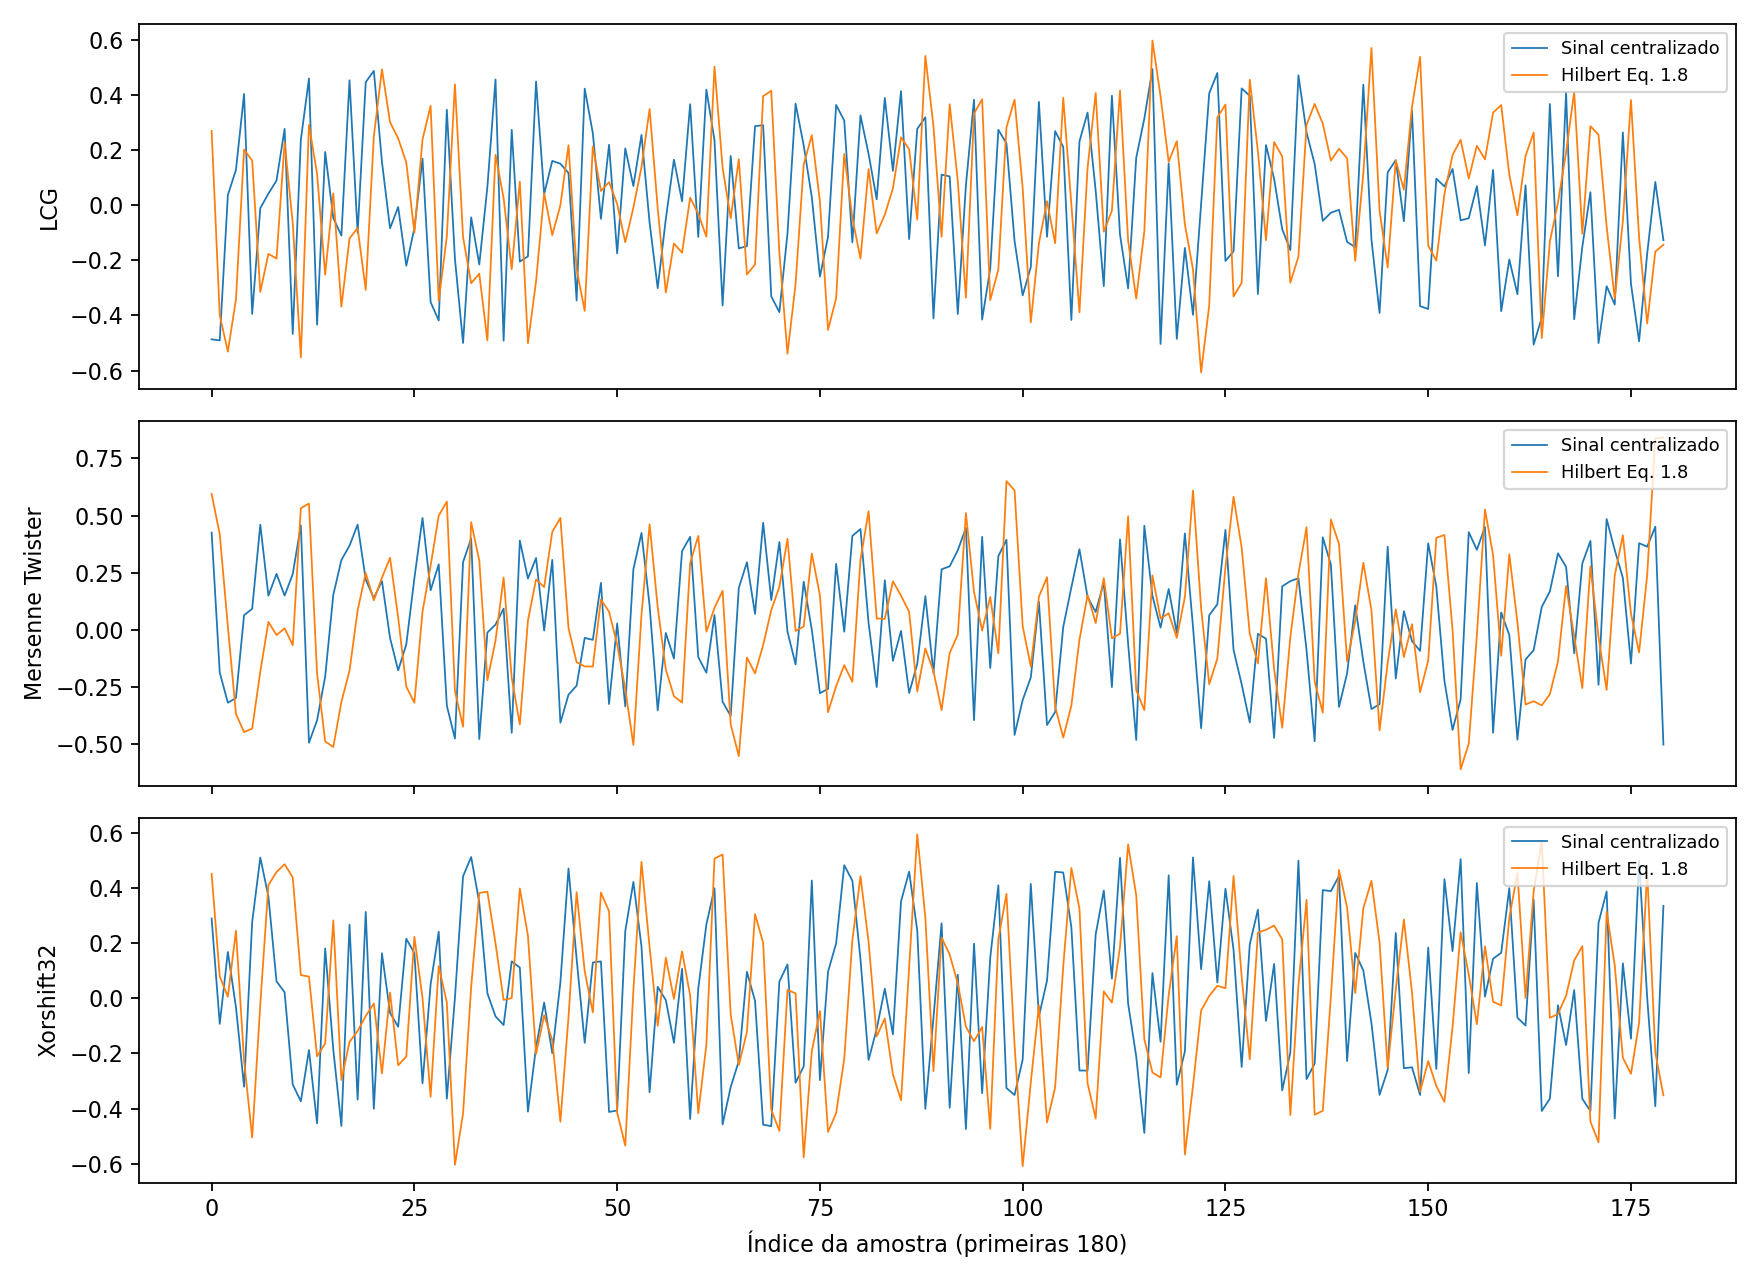 LCG
0.6
0.4
0.2
0.0
−0.2
−0.4
−0.6
Sinal centralizado
Hilbert Eq. 1.8
Mersenne Twister
0.75
0.50
0.25
0.00
−0.25
−0.50
Sinal centralizado
Hilbert Eq. 1.8
Xorshift32
0.6
0.4
0.2
0.0
−0.2
−0.4
−0.6
Sinal centralizado
Hilbert Eq. 1.8
0 25 50 75 100 125 150 175
Índice da amostra (primeiras 180)